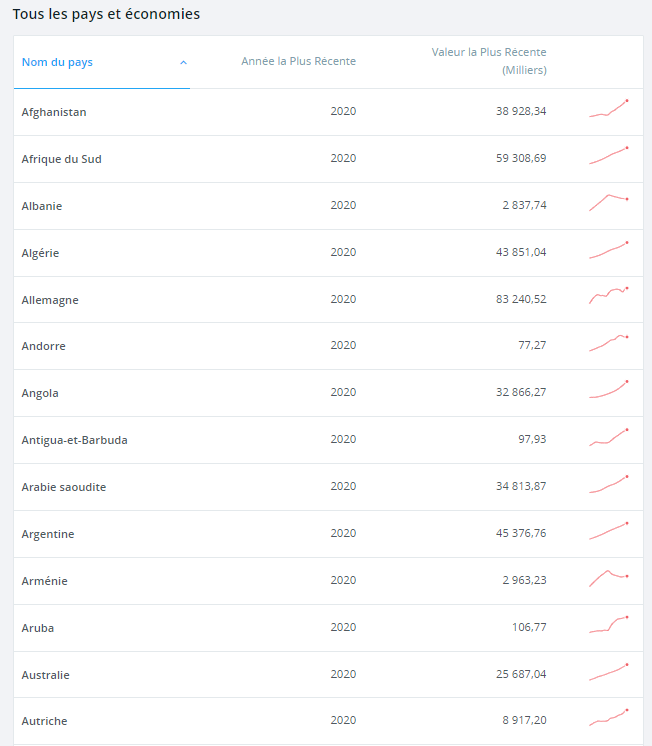 Tous les pays et économies
Nom du pays Année la Plus Récente Valeur la Plus Récente
(Milliers)
Afghanistan 2020 38 928,34
Afrique du Sud 2020 59 308,69
Albanie 2020 2 837,74
Algérie 2020 43 851,04
Allemagne 2020 83 240,52
Andorre 2020 77,27
Angola 2020 32 866,27
Antigua-et-Barbuda 2020 97,93
Arabie saoudite 2020 34 813,87
Argentine 2020 45 376,76
Arménie 2020 2 963,23
Aruba 2020 106,77
Australie 2020 25 687,04
Autriche 2020 8 917,20